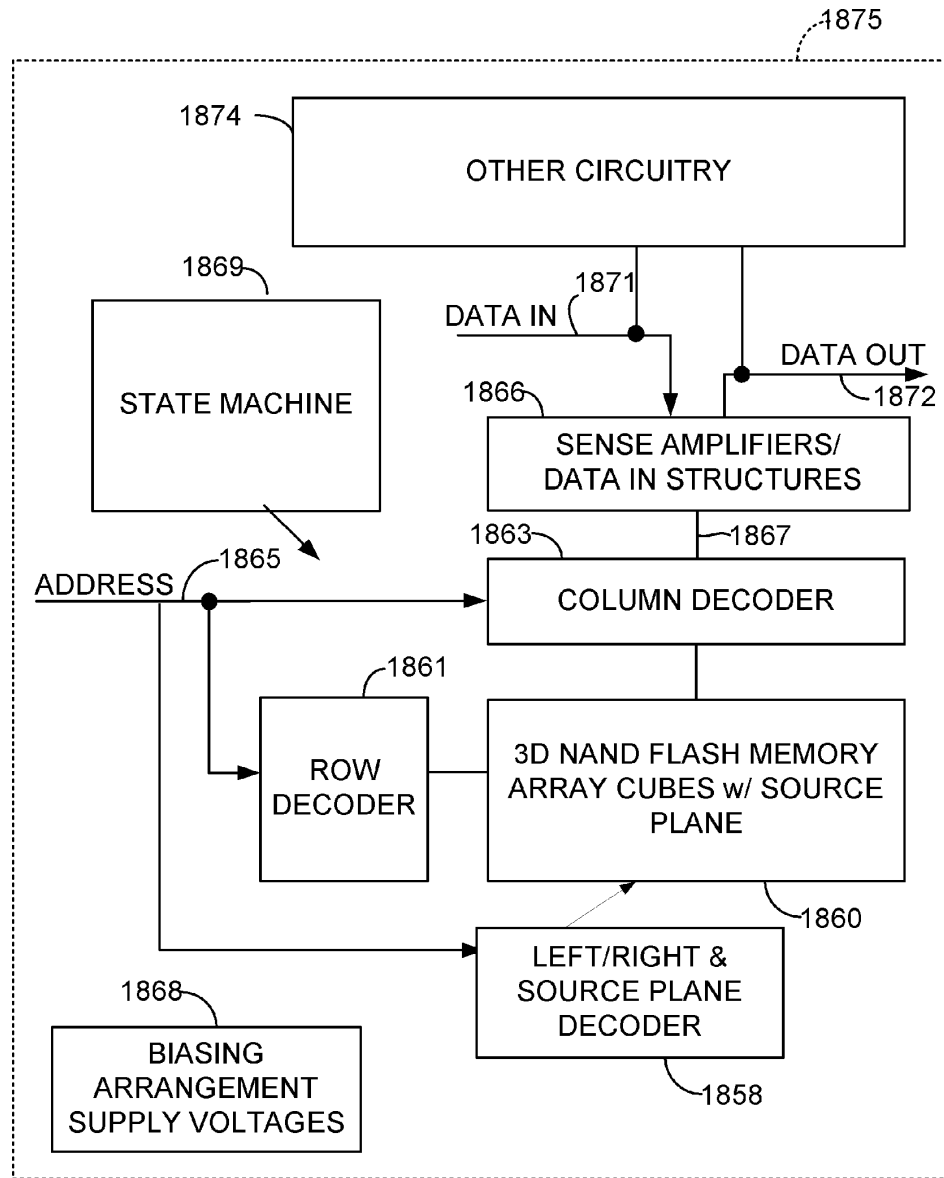 1875
1874
OTHER CIRCUITRY
1869
1871
DATA IN
DATA OUT
STATE MACHINE
1866
1872
SENSE AMPLIFIERS/
DATA IN STRUCTURES
1863
1867
1865
ADDRESS
COLUMN DECODER
1861
ROW
DECODER
3D NAND FLASH MEMORY
ARRAY CUBES w/ SOURCE
PLANE
1860
LEFT/RIGHT &
SOURCE PLANE
DECODER
1868
BIASING
ARRANGEMENT
SUPPLY VOLTAGES
1858